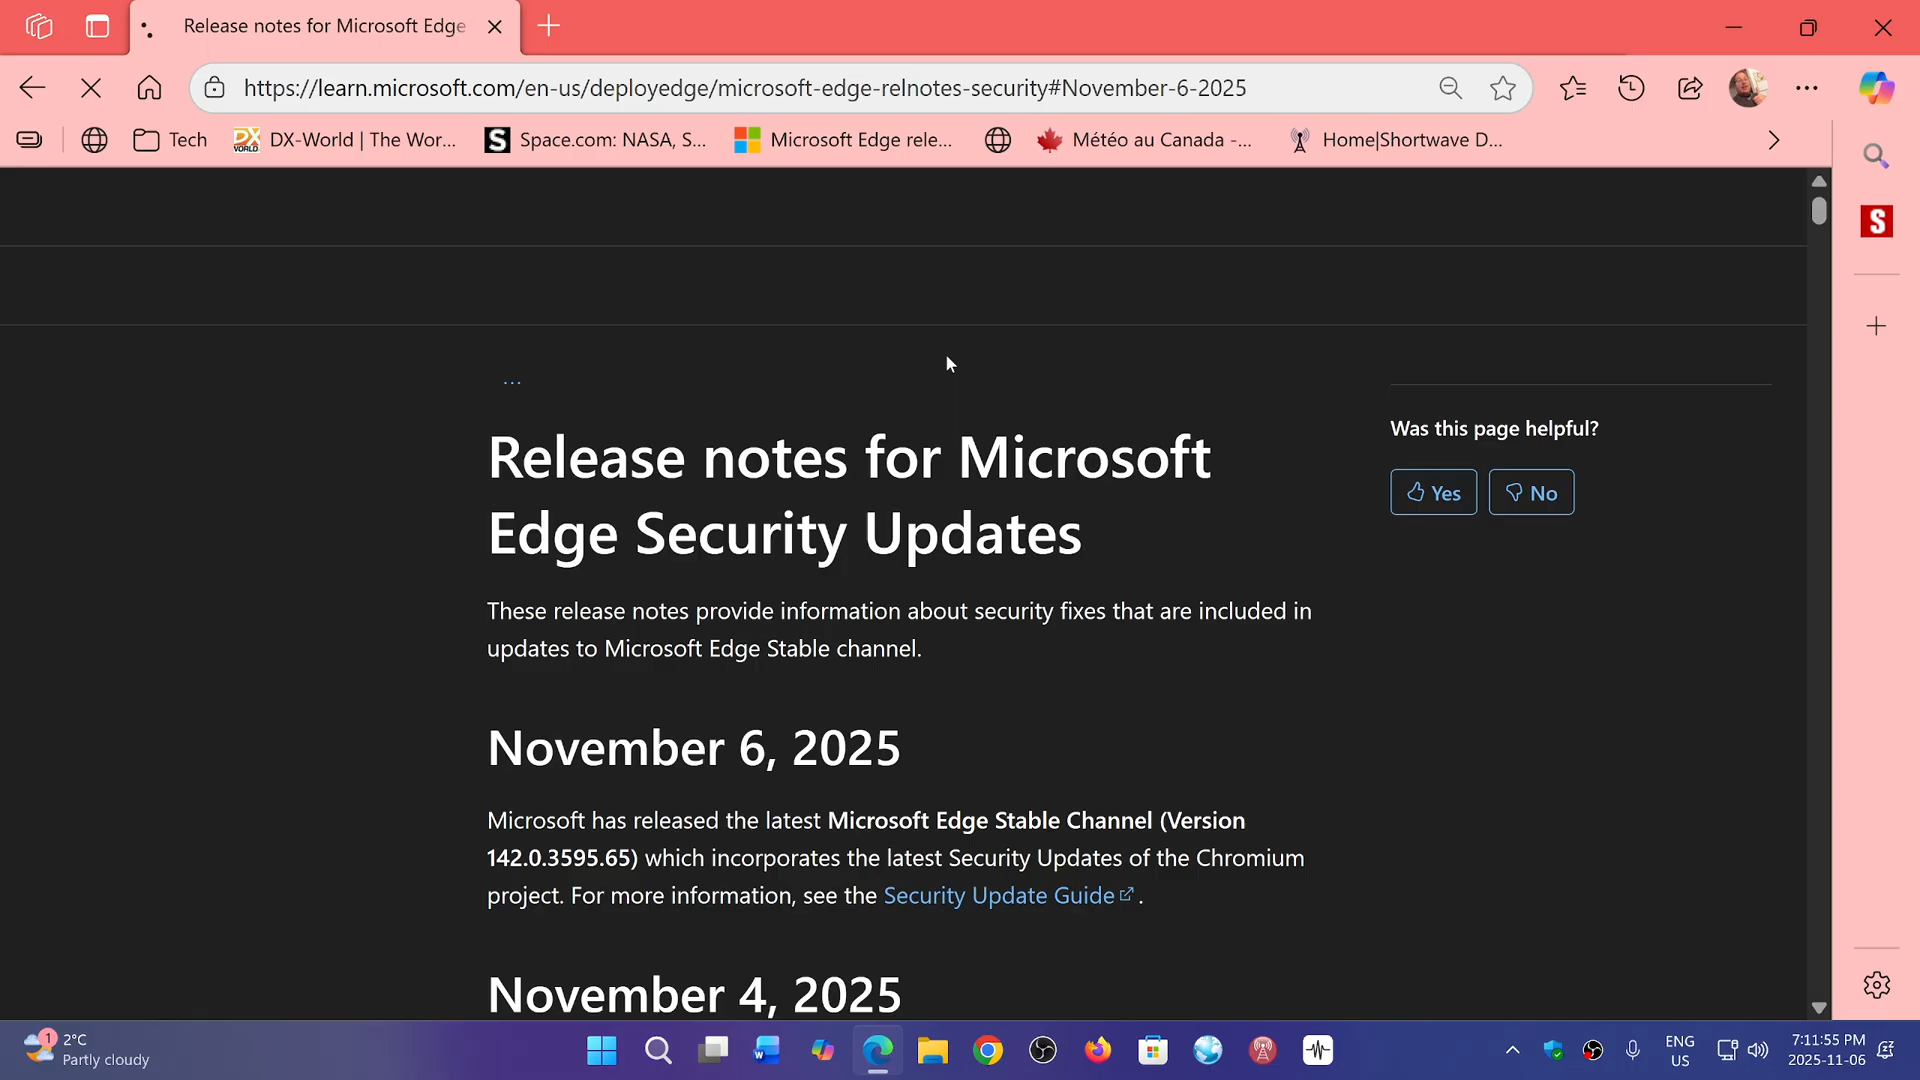 Release notes for Microsoft Edge
https://learn.microsoft.com/en-us/deployedge/microsoft-edge-relnotes-security#November-6-2025
Tech
DX-World | The Wor...
Space.com: NASA, S...
Microsoft Edge rele...
Météo au Canada -...
Home|Shortwave D...
...
Release notes for Microsoft
Edge Security Updates
These release notes provide information about security fixes that are included in
updates to Microsoft Edge Stable channel.
November 6, 2025
Microsoft has released the latest Microsoft Edge Stable Channel (Version
142.0.3595.65) which incorporates the latest Security Updates of the Chromium
project. For more information, see the Security Update Guide.
November 4, 2025
Was this page helpful?
Yes
No
1
2°C
Partly cloudy
ENG
US
7:11:55 PM
2025-11-06